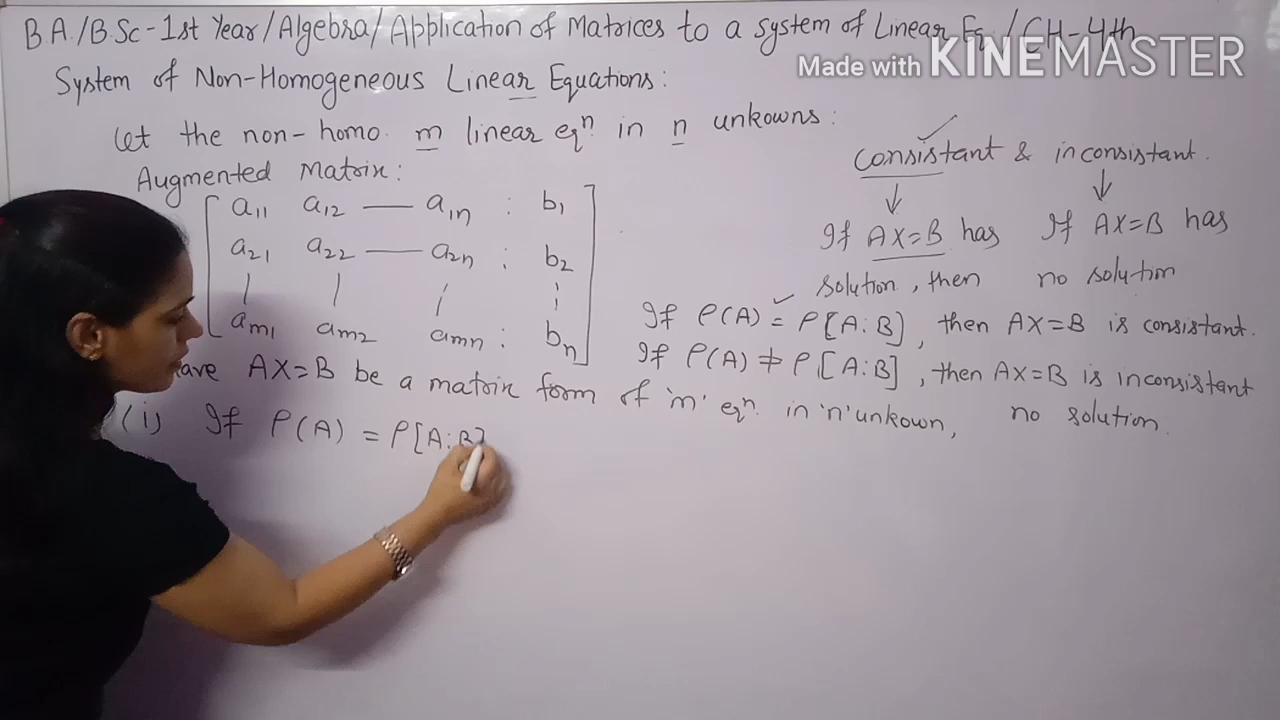 BA./B.Sc-1st Year/Algebra/Application of Matrices to a system of Linear Eq./CH-4th
Made with KINEMASTER
System of Non-Homogeneous Linear Equations:
Let the non-homo. m linear eqⁿ. in n unkowns:
Augmented Matrix:
a₁₁ a₁₂ — a₁ₙ : b₁
a₂₁ a₂₂ — a₂ₙ : b₂
aₘ₁ aₘ₂ aₘₙ : bₙ
consistant & inconsistant.
↓ ↓
If AX=B has If AX=B has
solution, then no solution
If ρ(A) = ρ[A:B], then AX=B is consistant.
If ρ(A) ≠ ρ[A:B], then AX=B is inconsistant
no solution.
AX=B be a matrix form of 'm' eqⁿ. in 'n' unkown,
(i) If ρ(A) = ρ[A:B]